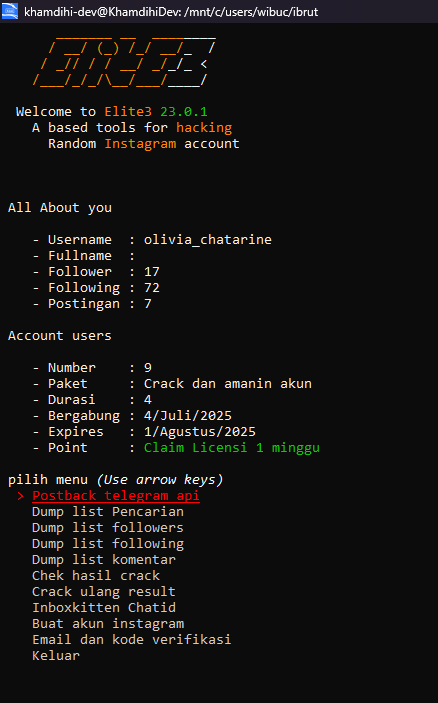 khamdihi-dev@KhamdihiDev: /mnt/c/users/wibuc/ibrut
Elite3
Welcome to Elite3 23.0.1
A based tools for hacking
Random Instagram account
All About you
- Username : olivia_chatarine
- Fullname :
- Follower : 17
- Following : 72
- Postingan : 7
Account users
- Number : 9
- Paket : Crack dan amanin akun
- Durasi : 4
- Bergabung : 4/Juli/2025
- Expires : 1/Agustus/2025
- Point : Claim Licensi 1 minggu
pilih menu (Use arrow keys)
> Postback telegram api
Dump list Pencarian
Dump list followers
Dump list following
Dump list komentar
Chek hasil crack
Crack ulang result
Inboxkitten Chatid
Buat akun instagram
Email dan kode verifikasi
Keluar